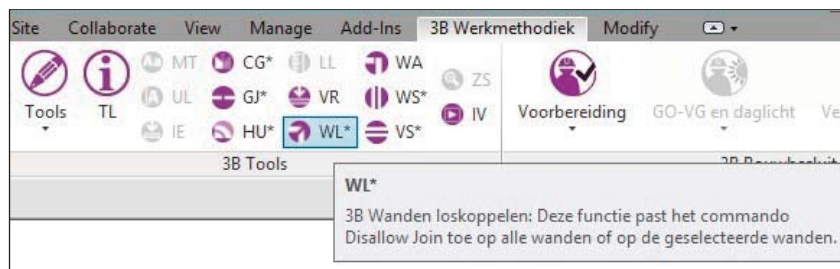 Site Collaborate View Manage Add-Ins 3B Werkmethodiek Modify
MT CG* LL WA
ZS
UL GJ* VR WS*
Tools TL IV Voorbereiding GO-VG en daglicht
IE HU* WL* VS*
3B Tools
WL*
3B Wanden loskoppelen: Deze functie past het commando
Disallow Join toe op alle wanden of op de geselecteerde wanden.